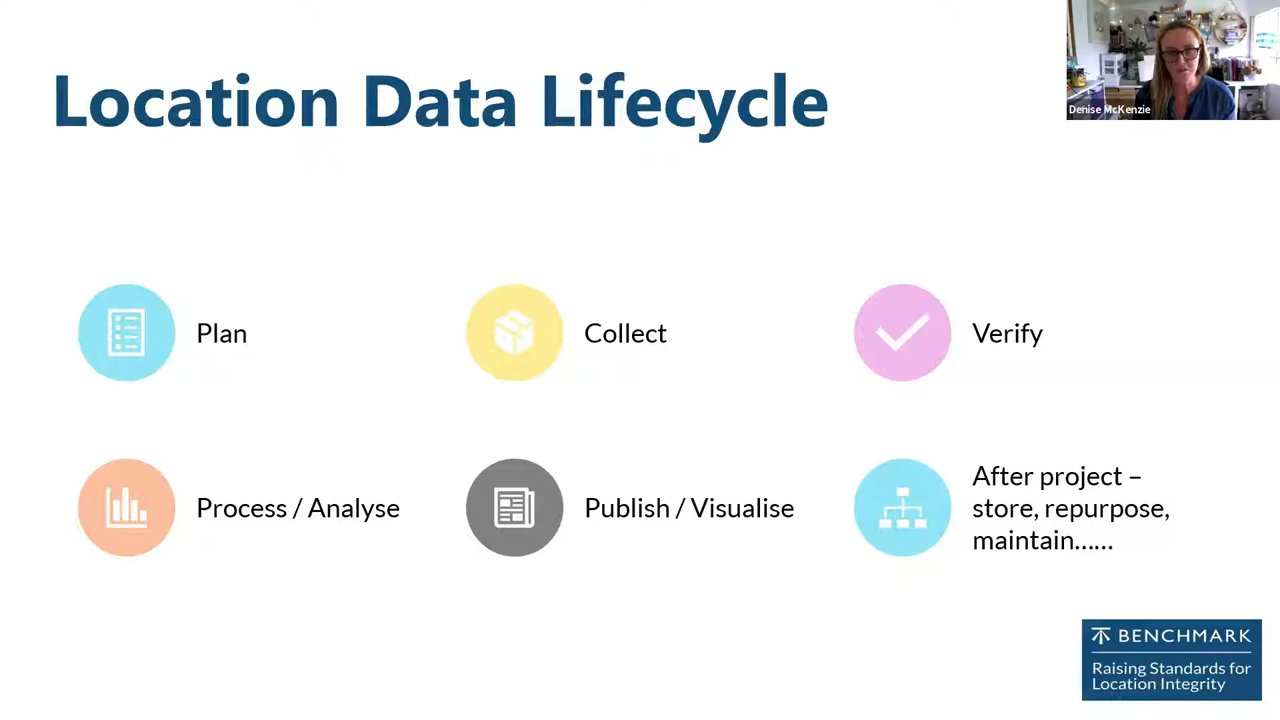 Location Data Lifecycle
Denise McKenzie
Plan
Collect
Verify
Process / Analyse
Publish / Visualise
After project –
store, repurpose,
maintain……
BENCHMARK
Raising Standards for
Location Integrity